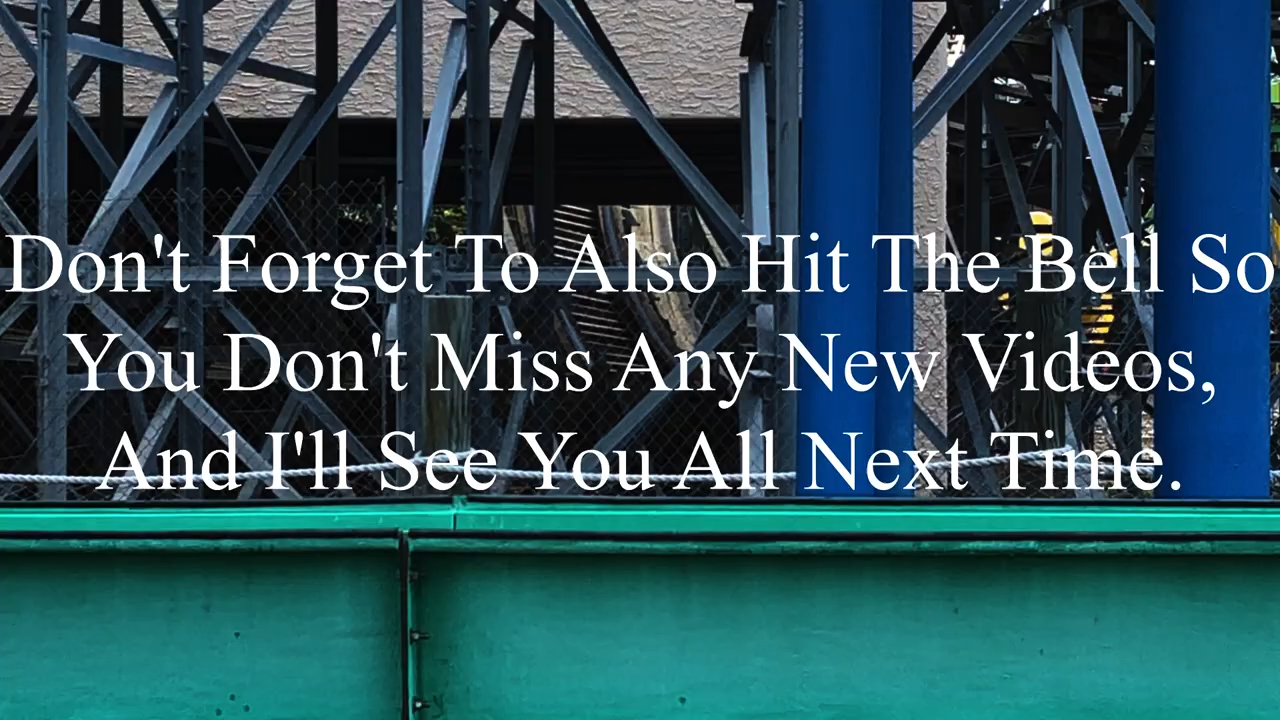 Don't Forget To Also Hit The Bell So
You Don't Miss Any New Videos,
And I'll See You All Next Time.